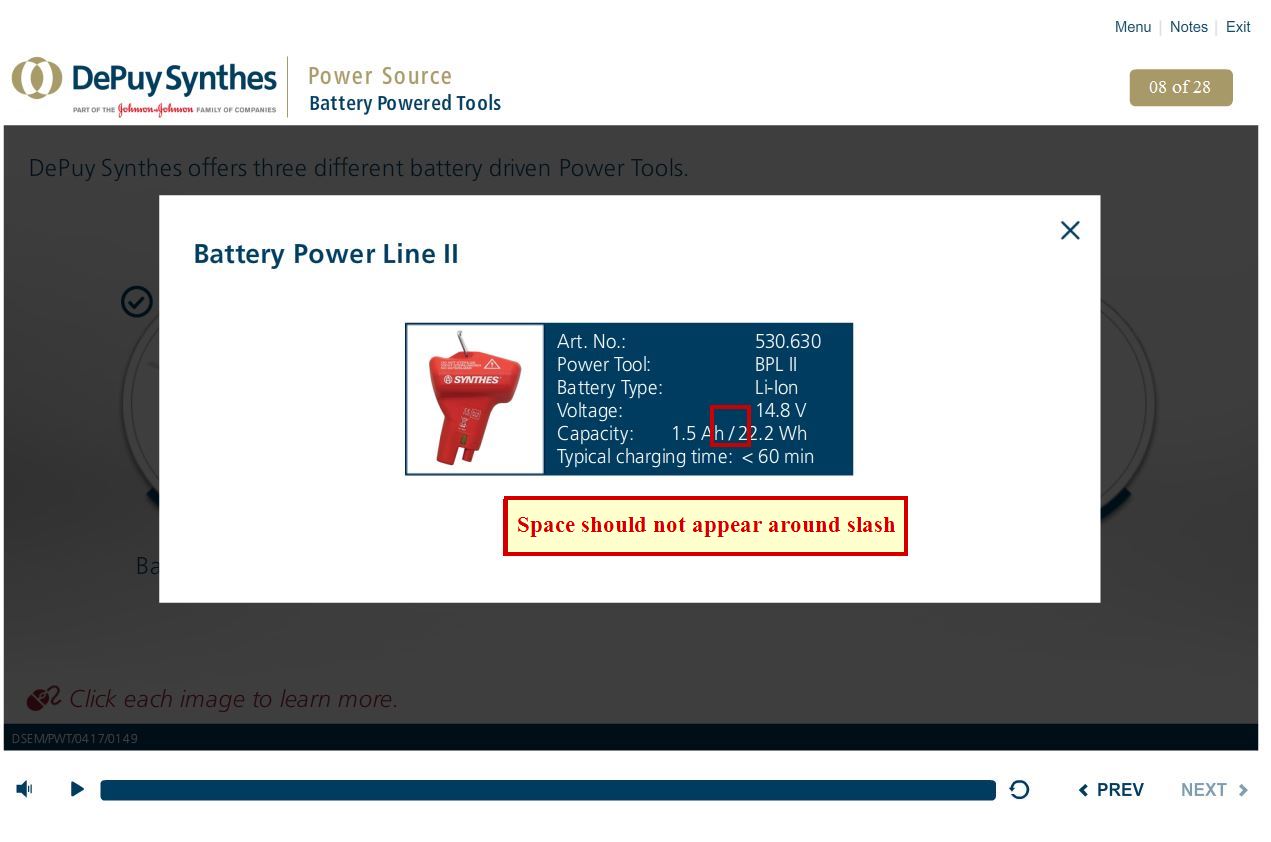 Menu | Notes | Exit
DePuy Synthes
PART OF THE Johnson & Johnson FAMILY OF COMPANIES
Power Source
Battery Powered Tools
08 of 28
DePuy Synthes offers three different battery driven Power Tools.
Battery Power Line II
SYNTHES
Art. No.: 530.630
Power Tool: BPL II
Battery Type: Li-Ion
Voltage: 14.8 V
Capacity: 1.5 Ah / 22.2 Wh
Typical charging time: < 60 min
Space should not appear around slash
Ba
Click each image to learn more.
DSEM/PWT/0417/0149
PREV
NEXT